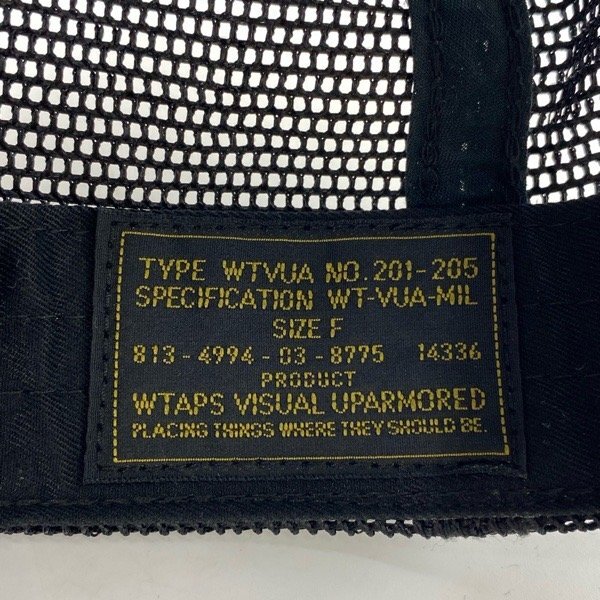 TYPE WTVUA NO. 201-205
SPECIFICATION WT-VUA-MIL
SIZE F
813-4994-03-8775 14336
PRODUCT
WTAPS VISUAL UPARMORED
PLACING THINGS WHERE THEY SHOULD BE.